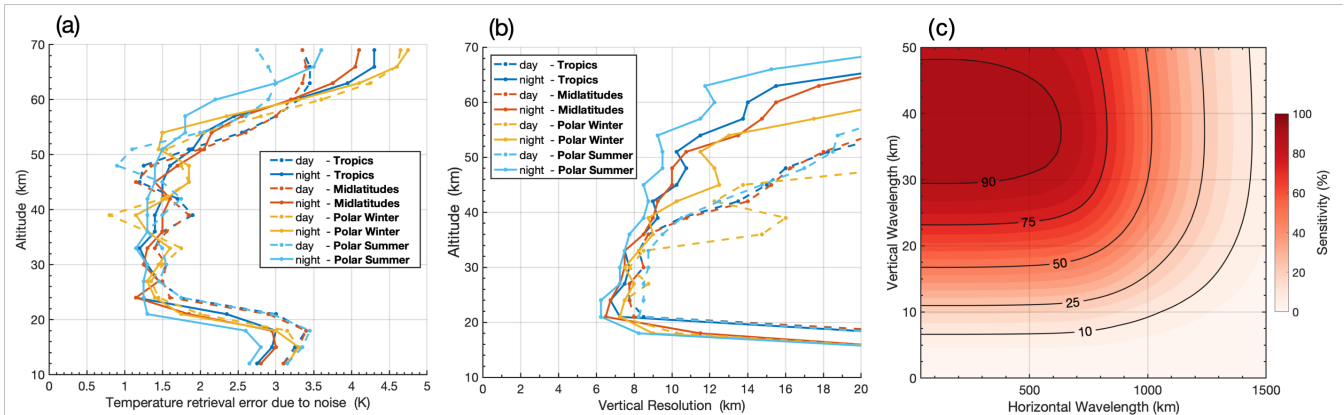 (a)
70
60
50
40
30
20
10
Altitude (km)
0
0.5
1
1.5
2
2.5
3
3.5
4
4.5
5
Temperature retrieval error due to noise (K)
day - Tropics
night - Tropics
day - Midlatitudes
night - Midlatitudes
day - Polar Winter
night - Polar Winter
day - Polar Summer
night - Polar Summer
(b)
70
60
50
40
30
20
10
Altitude (km)
0
2
4
6
8
10
12
14
16
18
20
Vertical Resolution (km)
day - Tropics
night - Tropics
day - Midlatitudes
night - Midlatitudes
day - Polar Winter
night - Polar Winter
day - Polar Summer
night - Polar Summer
(c)
50
40
30
20
10
0
Vertical Wavelength (km)
90
75
50
25
10
500
1000
1500
Horizontal Wavelength (km)
100
80
60
40
20
0
Sensitivity (%)